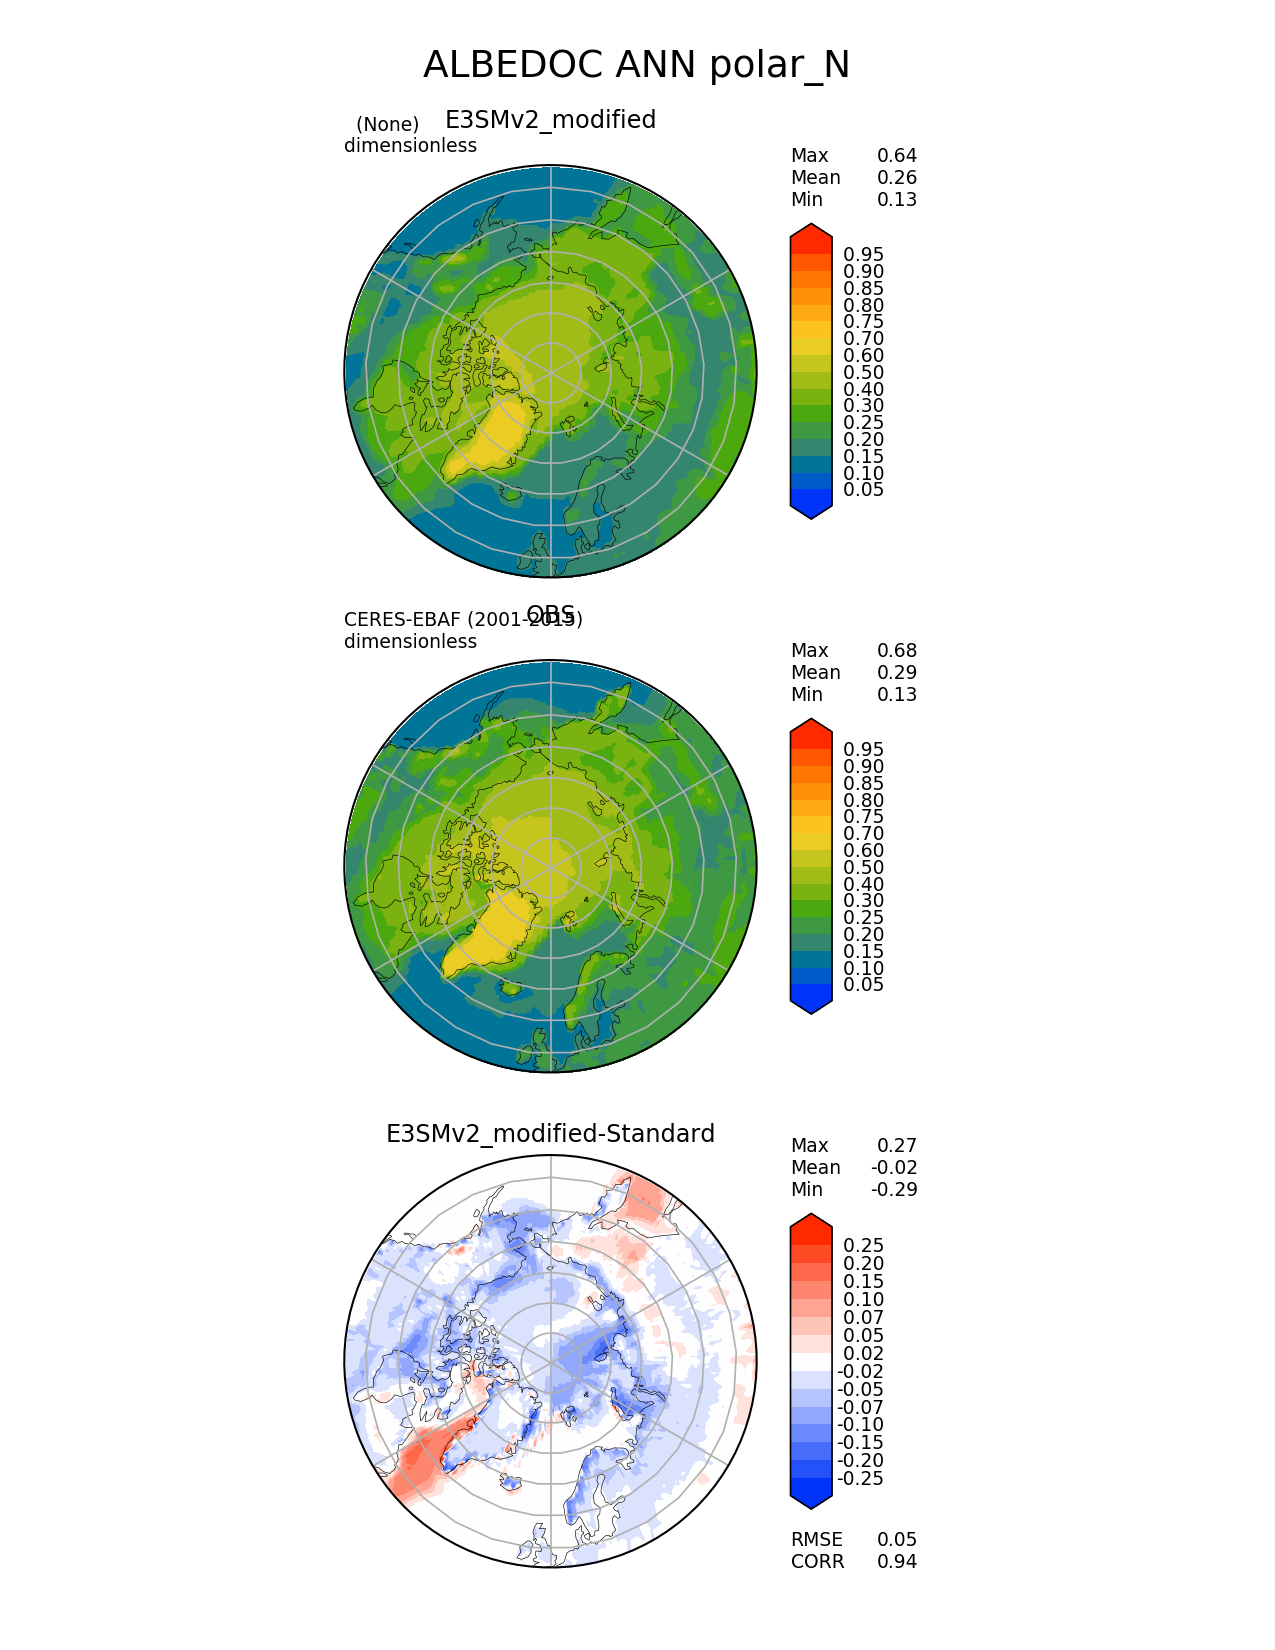 ALBEDOC ANN polar_N
(None) E3SMv2_modified
dimensionless
Max 0.64
Mean 0.26
Min 0.13
0.95
0.90
0.85
0.80
0.75
0.70
0.60
0.50
0.40
0.30
0.25
0.20
0.15
0.10
0.05
OBS
CERES-EBAF (2001-2015)
dimensionless
Max 0.68
Mean 0.29
Min 0.13
0.95
0.90
0.85
0.80
0.75
0.70
0.60
0.50
0.40
0.30
0.25
0.20
0.15
0.10
0.05
E3SMv2_modified-Standard
Max 0.27
Mean -0.02
Min -0.29
0.25
0.20
0.15
0.10
0.07
0.05
0.02
-0.02
-0.05
-0.07
-0.10
-0.15
-0.20
-0.25
RMSE 0.05
CORR 0.94